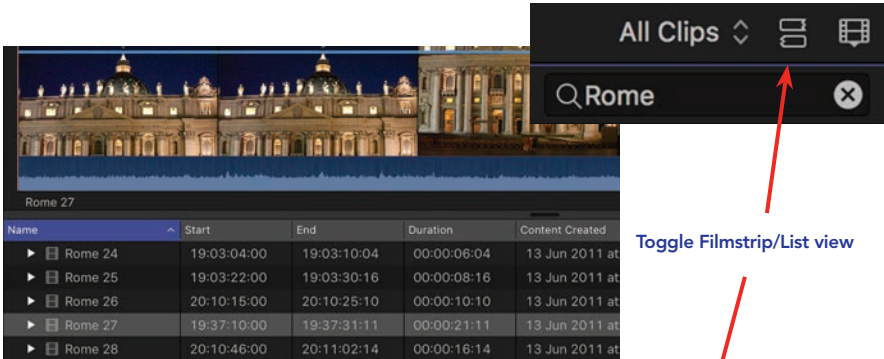 All Clips
Rome
Rome 27
Toggle Filmstrip/List view
Name Start End Duration Content Created
Rome 24 19:03:04:00 19:03:10:04 00:00:06:04 13 Jun 2011 at
Rome 25 19:03:22:00 19:03:30:16 00:00:08:16 13 Jun 2011 at
Rome 26 20:10:15:00 20:10:25:10 00:00:10:10 13 Jun 2011 at
Rome 27 19:37:10:00 19:37:31:11 00:00:21:11 13 Jun 2011 at
Rome 28 20:10:46:00 20:11:02:14 00:00:16:14 13 Jun 2011 at